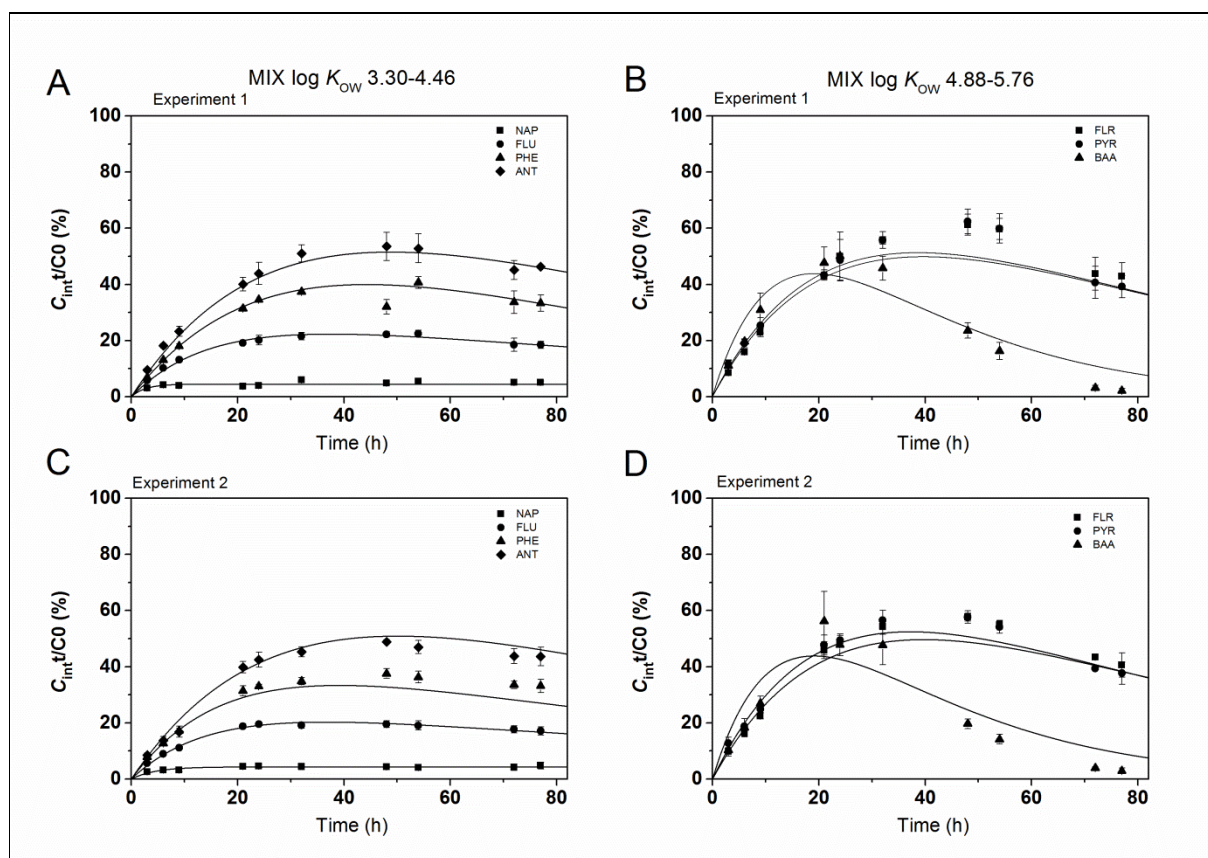 A
MIX log KOW 3.30-4.46
Experiment 1
100
80
60
40
20
0
Cint t/C0 (%)
NAP
FLU
PHE
ANT
0 20 40 60 80
Time (h)
B
MIX log KOW 4.88-5.76
Experiment 1
100
80
60
40
20
0
Cint t/C0 (%)
FLR
PYR
BAA
0 20 40 60 80
Time (h)
C
Experiment 2
100
80
60
40
20
0
Cint t/C0 (%)
NAP
FLU
PHE
ANT
0 20 40 60 80
Time (h)
D
Experiment 2
100
80
60
40
20
0
Cint t/C0 (%)
FLR
PYR
BAA
0 20 40 60 80
Time (h)